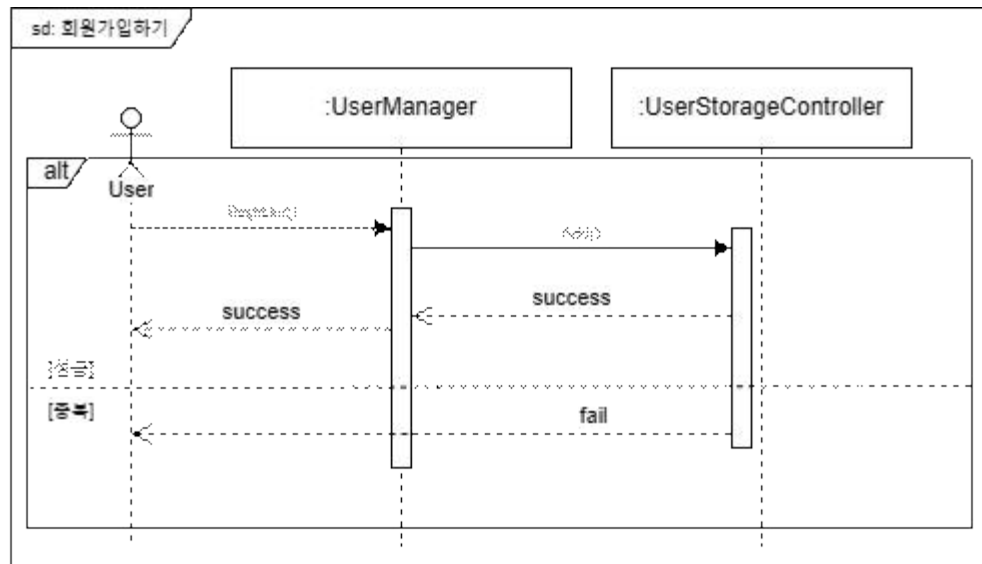 sd: 회원가입하기
:UserManager
:UserStorageController
alt
User
success
success
[중복]
fail